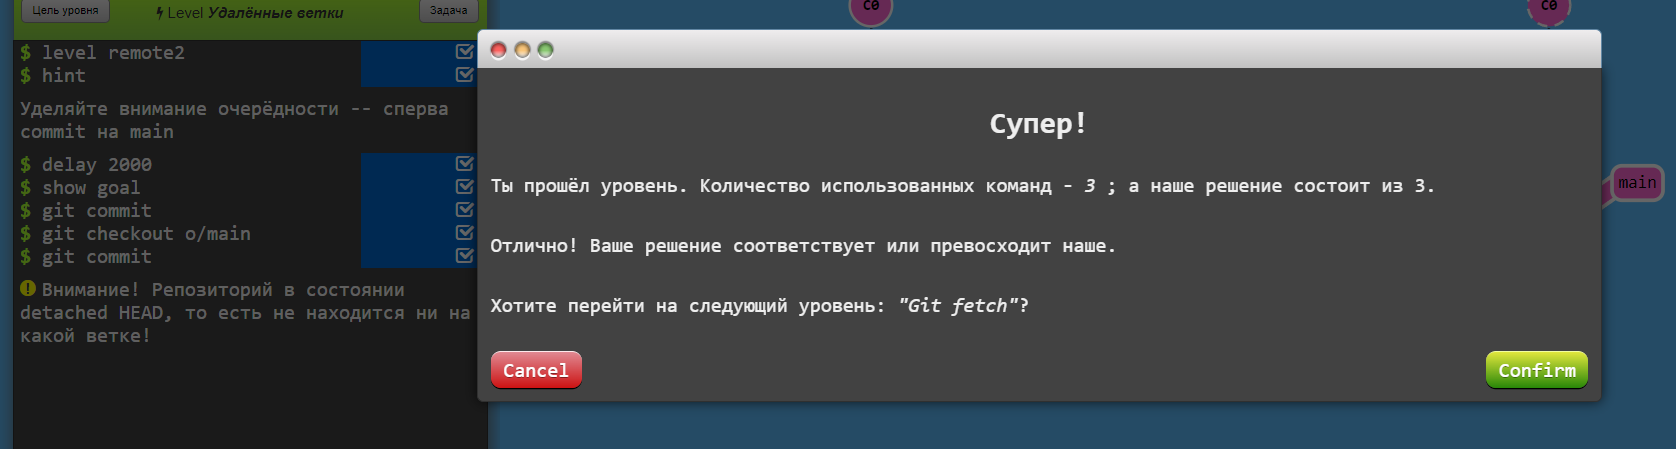 Цель уровня
Level Удалённые ветки
Задача
C0
C0
$ level remote2
$ hint
Уделяйте внимание очерёдности -- сперва
commit на main
$ delay 2000
$ show goal
$ git commit
$ git checkout o/main
$ git commit
Внимание! Репозиторий в состоянии
detached HEAD, то есть не находится ни на
какой ветке!
Супер!
Ты прошёл уровень. Количество использованных команд - 3 ; а наше решение состоит из 3.
Отлично! Ваше решение соответствует или превосходит наше.
Хотите перейти на следующий уровень: "Git fetch"?
Cancel
Confirm
main